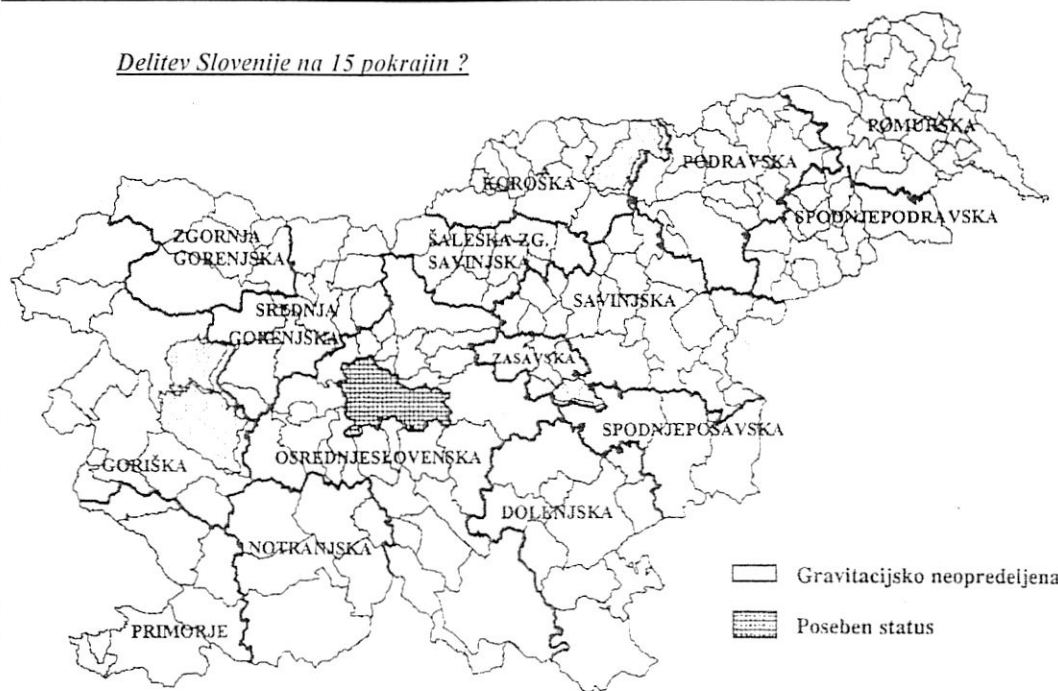 Delitev Slovenije na 15 pokrajin ?
POMURSKA
PODRAVSKA
KOROŠKA
SPODNJEPODRAVSKA
ZGORNJA
GORENJSKA
ŠALEŠKA-ZG.
SAVINJSKA
SAVINJSKA
SREDNJA
GORENJSKA
ZASAVSKA
SPODNJEPOSAVSKA
OSREDNJESLOVENSKA
GORIŠKA
DOLENJSKA
NOTRANJSKA
PRIMORJE
Gravitacijsko neopredeljena
Poseben status